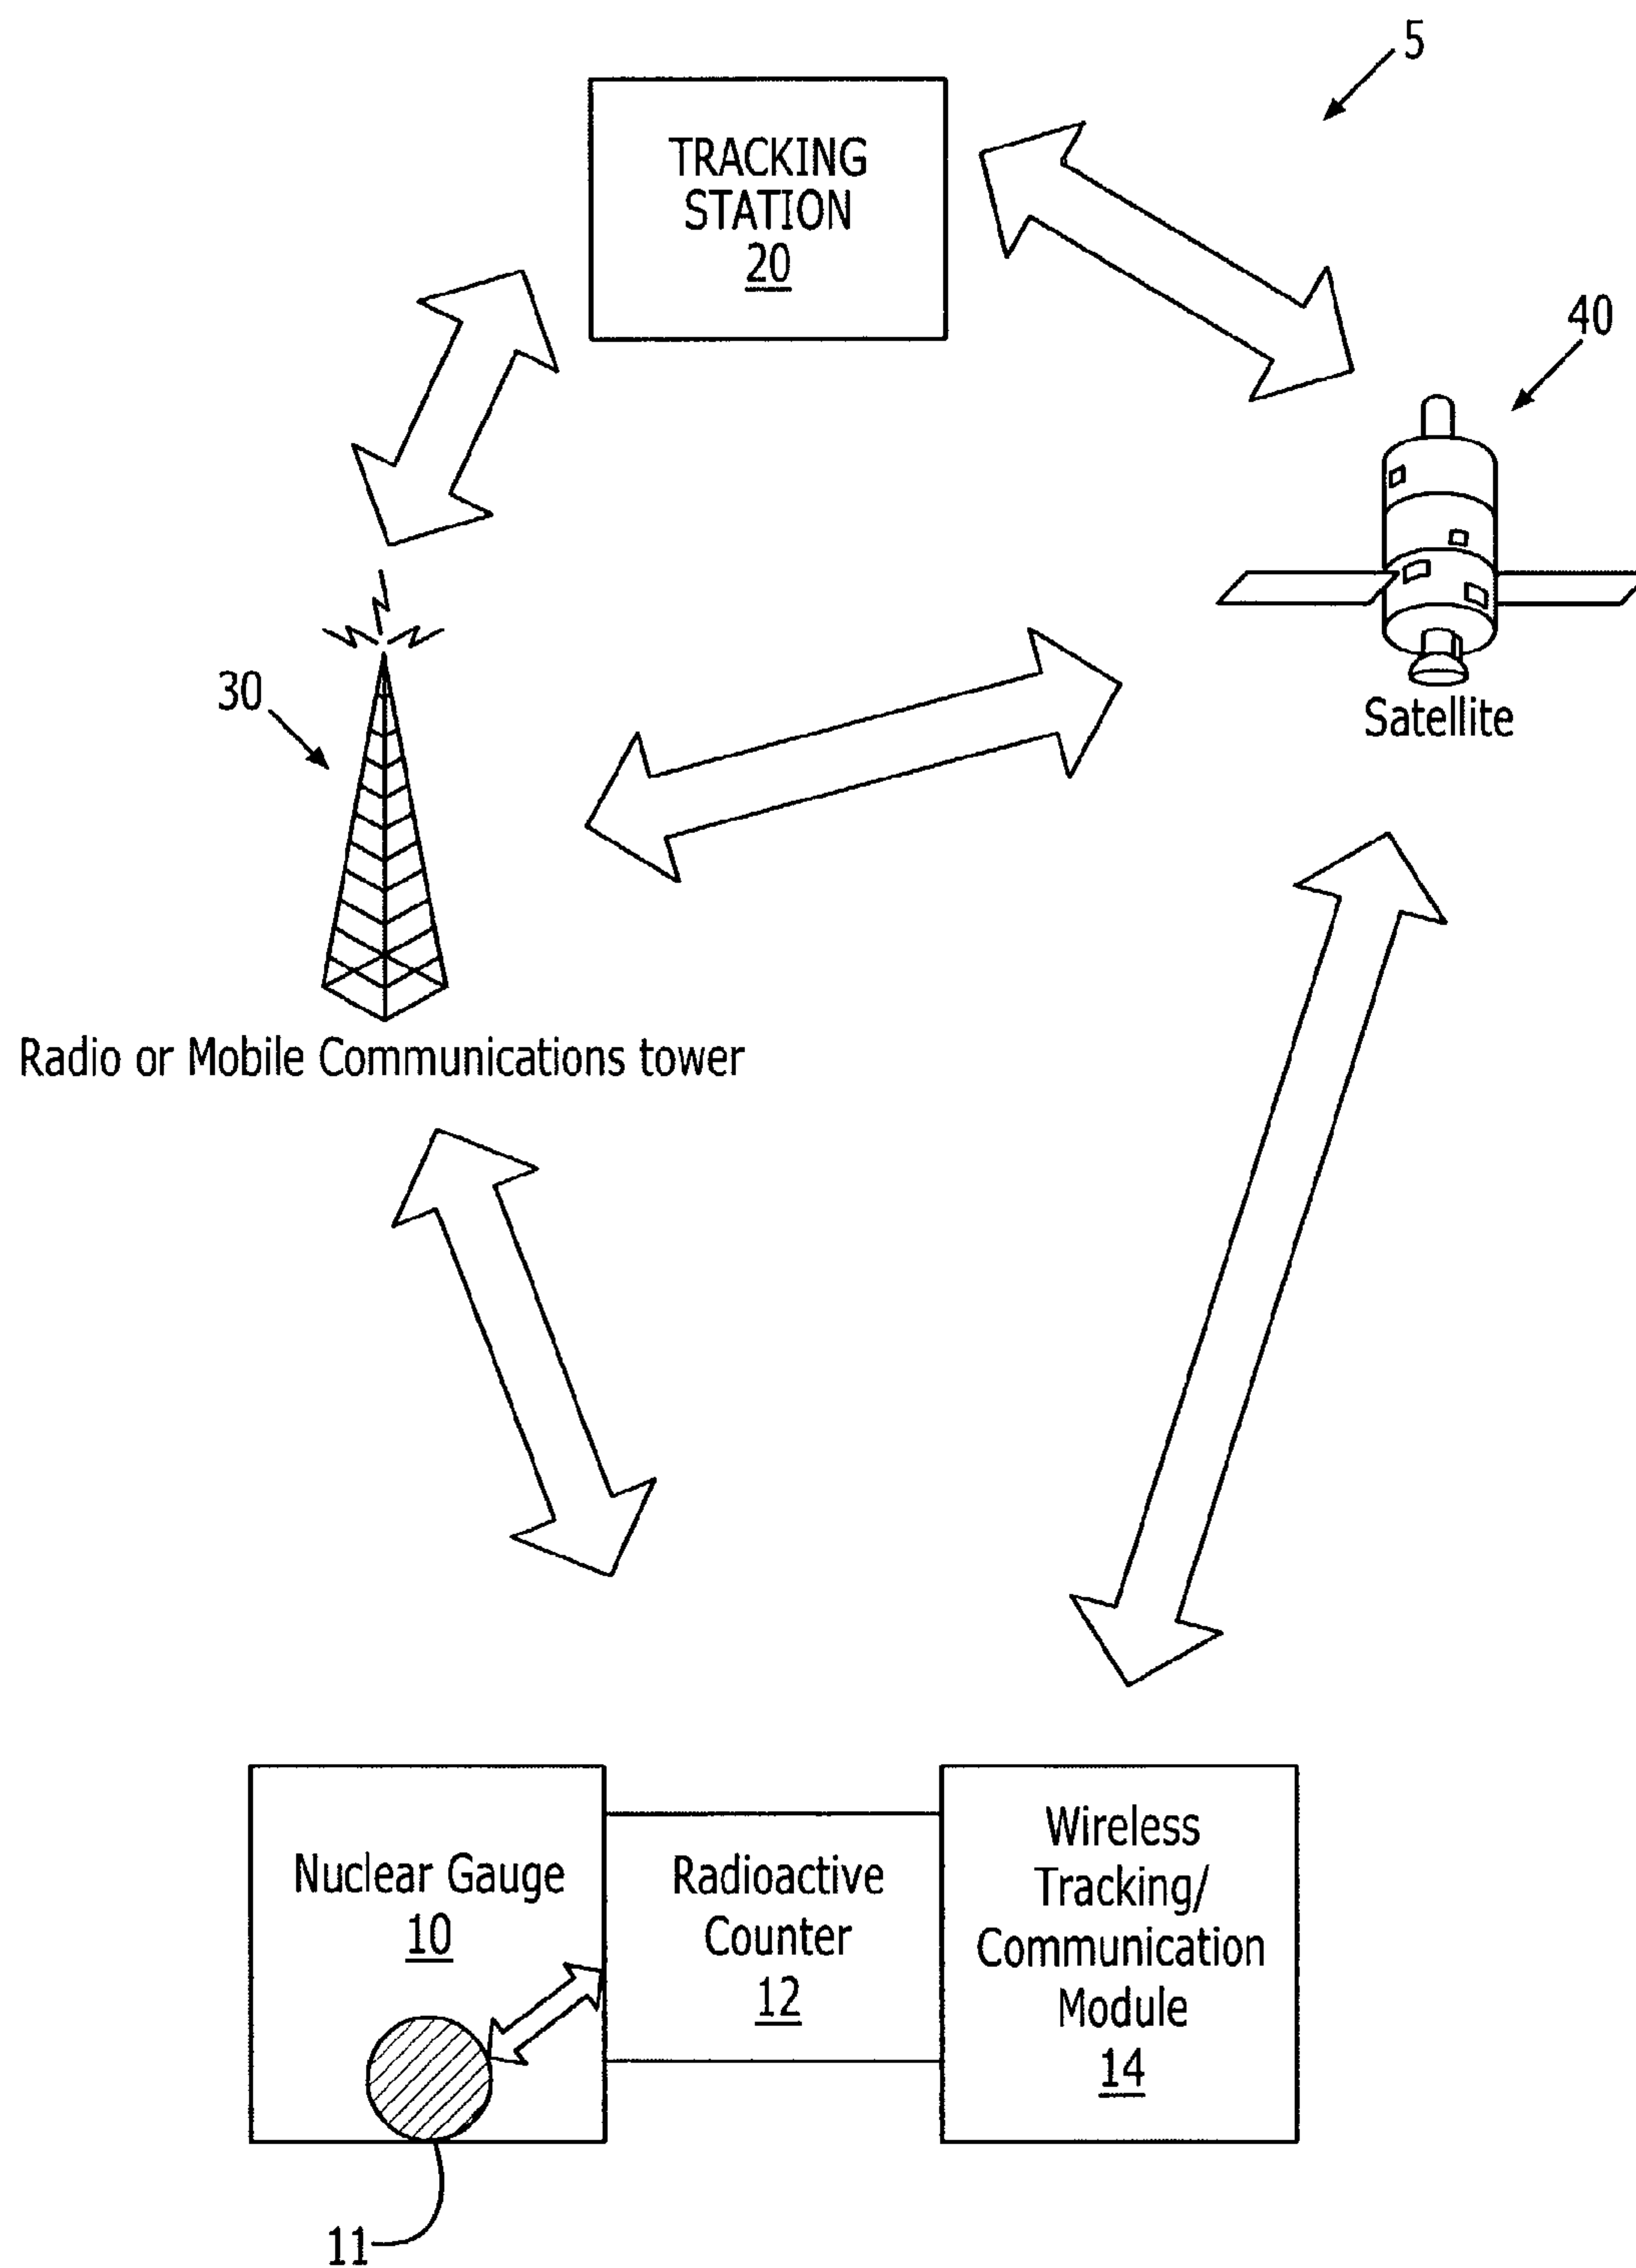 5
TRACKING
STATION
20
40
Satellite
30
Radio or Mobile Communications tower
Nuclear Gauge
10
Radioactive
Counter
12
Wireless
Tracking/
Communication
Module
14
11